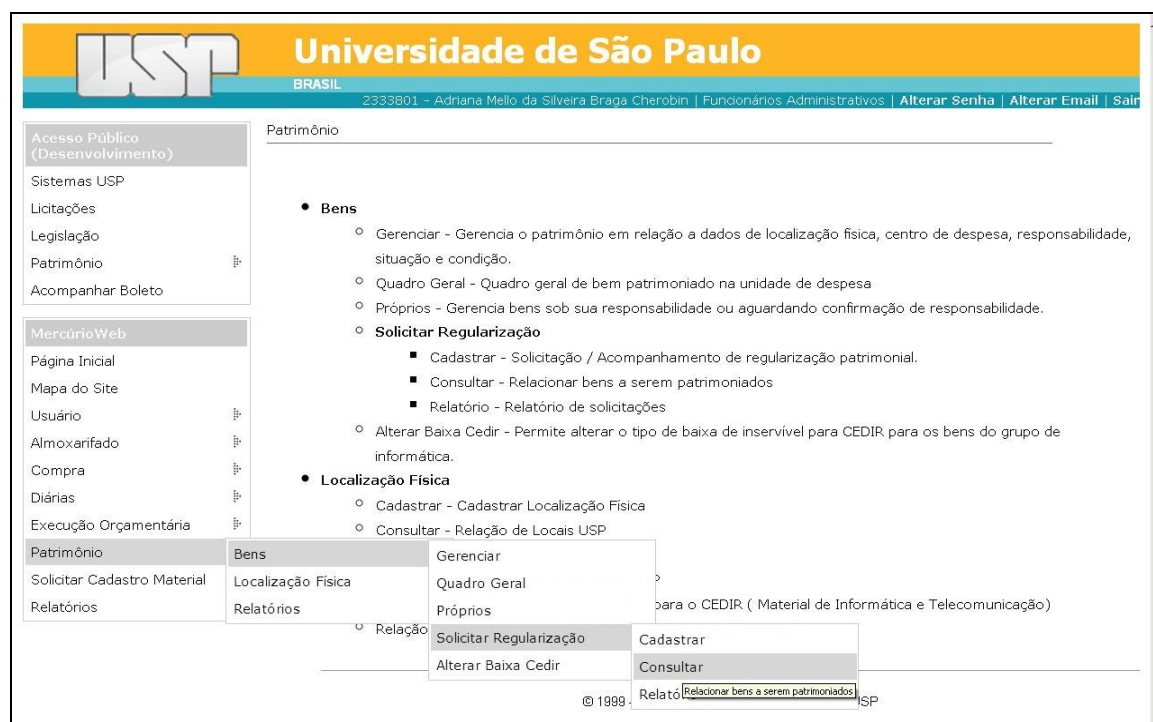 USP
Universidade de São Paulo
BRASIL
2333801 - Adriana Mello da Silveira Braga Cherobin | Funcionários Administrativos | Alterar Senha | Alterar Email | Sair
Acesso Público
(Desenvolvimento)
Sistemas USP
Licitações
Legislação
Patrimônio
Acompanhar Boleto
MercúrioWeb
Página Inicial
Mapa do Site
Usuário
Almoxarifado
Compra
Diárias
Execução Orçamentária
Patrimônio
Solicitar Cadastro Material
Relatórios
Patrimônio
Bens
Gerenciar - Gerencia o patrimônio em relação a dados de localização física, centro de despesa, responsabilidade,
situação e condição.
Quadro Geral - Quadro geral de bem patrimoniado na unidade de despesa
Próprios - Gerencia bens sob sua responsabilidade ou aguardando confirmação de responsabilidade.
Solicitar Regularização
Cadastrar - Solicitação / Acompanhamento de regularização patrimonial.
Consultar - Relacionar bens a serem patrimoniados
Relatório - Relatório de solicitações
Alterar Baixa Cedir - Permite alterar o tipo de baixa de inservível para CEDIR para os bens do grupo de
informática.
Localização Física
Cadastrar - Cadastrar Localização Física
Consultar - Relação de Locais USP
para o CEDIR ( Material de Informática e Telecomunicação)
Relação
Bens
Localização Física
Relatórios
Gerenciar
Quadro Geral
Próprios
Solicitar Regularização
Alterar Baixa Cedir
Cadastrar
Consultar
Relató
Relacionar bens a serem patrimoniados
© 1999 - USP